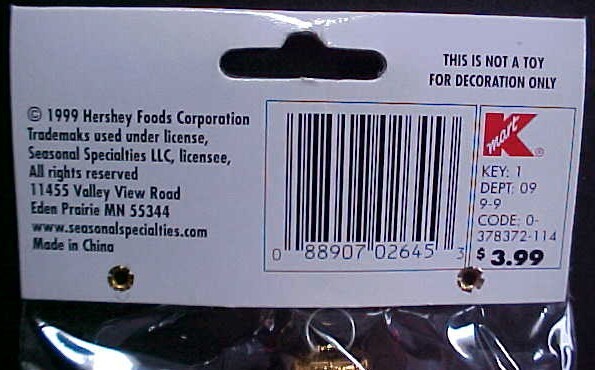 THIS IS NOT A TOY
FOR DECORATION ONLY
© 1999 Hershey Foods Corporation
Trademaks used under license,
Seasonal Specialties LLC, licensee,
All rights reserved
11455 Valley View Road
Eden Prairie MN 55344
www.seasonalspecialties.com
Made in China
0 88907 02645 3
K mart ®
KEY: 1
DEPT: 09
9-9
CODE: 0-
378372-114
$ 3.99